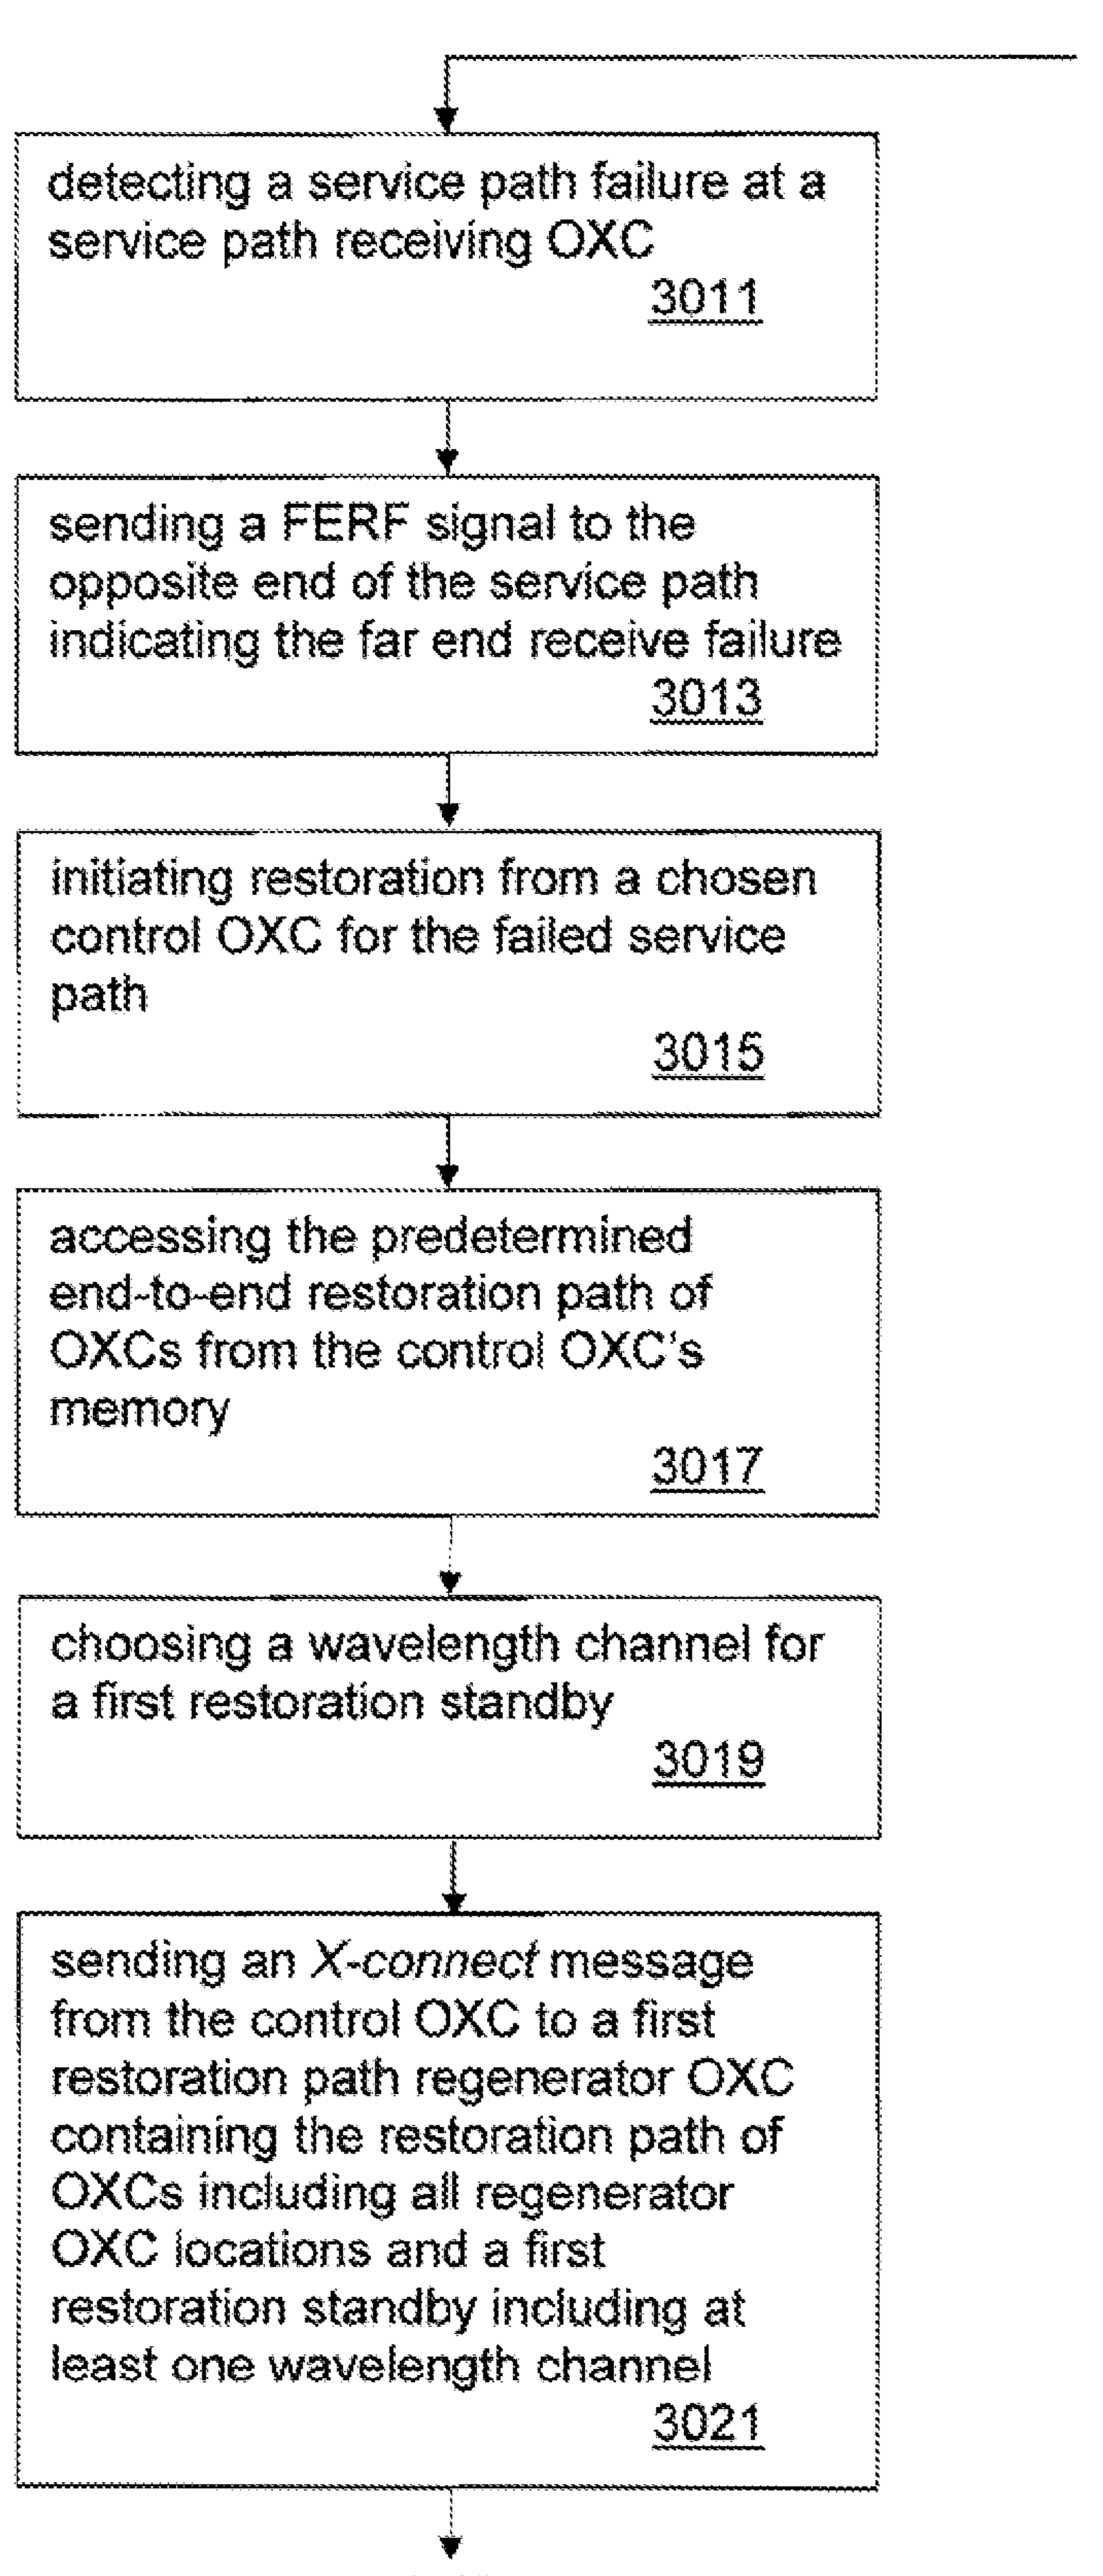 detecting a service path failure at a
service path receiving OXC
3011
sending a FERF signal to the
opposite end of the service path
indicating the far end receive failure
3013
initiating restoration from a chosen
control OXC for the failed service
path
3015
accessing the predetermined
end-to-end restoration path of
OXCs from the control OXC's
memory
3017
choosing a wavelength channel for
a first restoration standby
3019
sending an X-connect message
from the control OXC to a first
restoration path regenerator OXC
containing the restoration path of
OXCs including all regenerator
OXC locations and a first
restoration standby including at
least one wavelength channel
3021